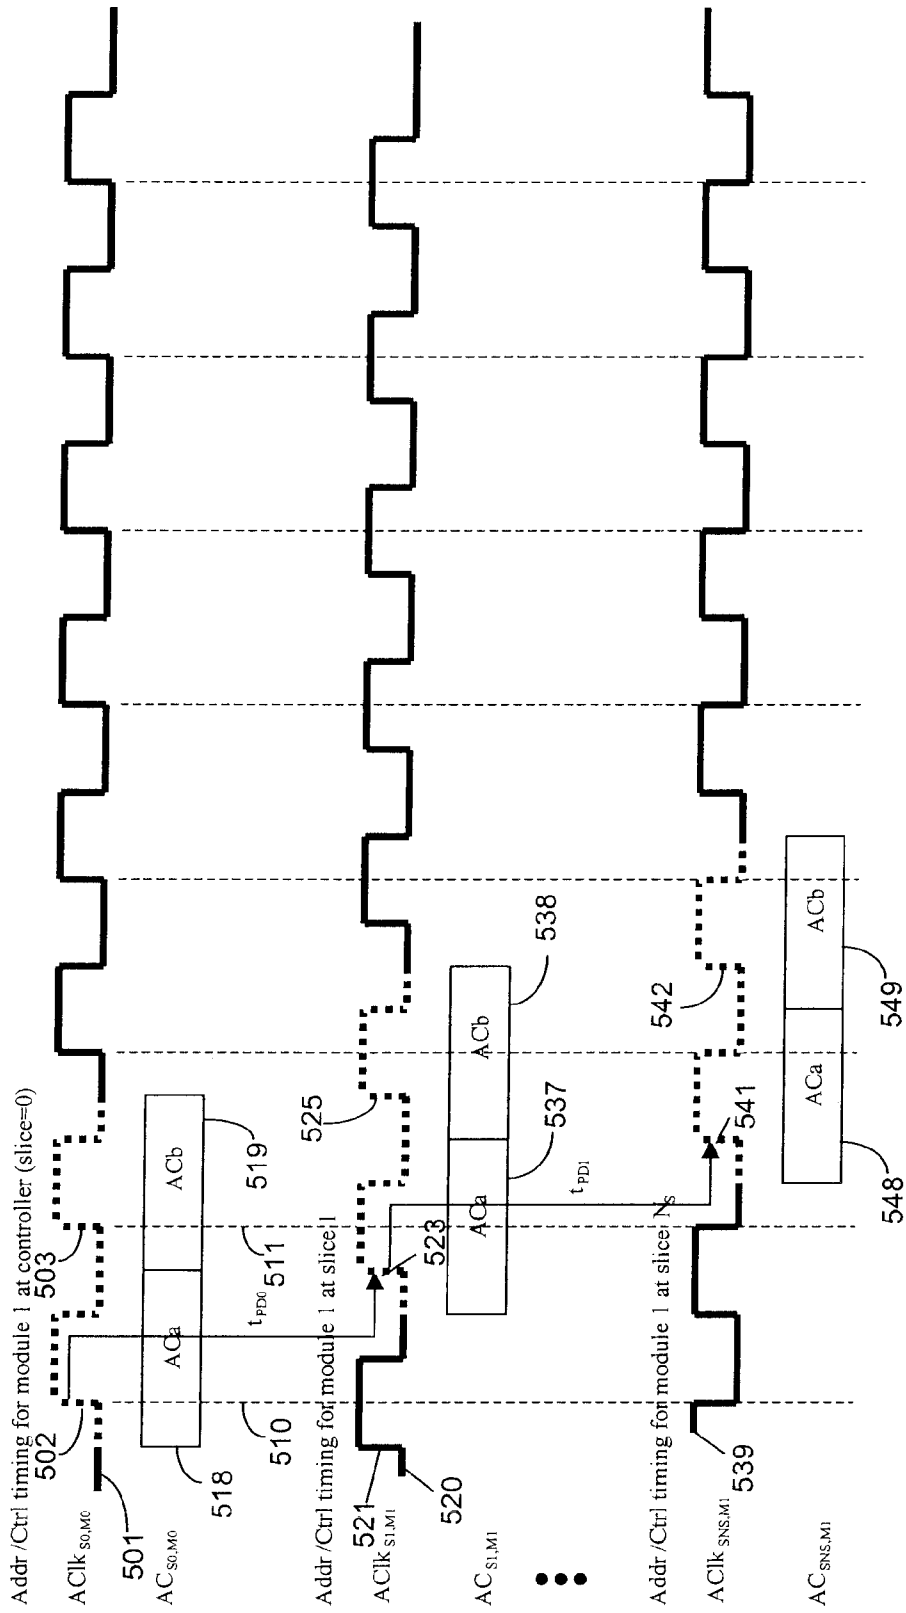 Addr /Ctrl timing for module 1 at controller (slice=0)
AClk S0,M0
501
502
503
AC S0,M0
518
ACa
ACb
519
510
511
tPD0
Addr /Ctrl timing for module 1 at slice 1
AClk S1,M1
521
520
523
525
AC S1,M1
ACa
ACb
537
538
tPD1
Addr /Ctrl timing for module 1 at slice Ns
AClk SNS,M1
539
541
542
AC SNS,M1
ACa
ACb
548
549